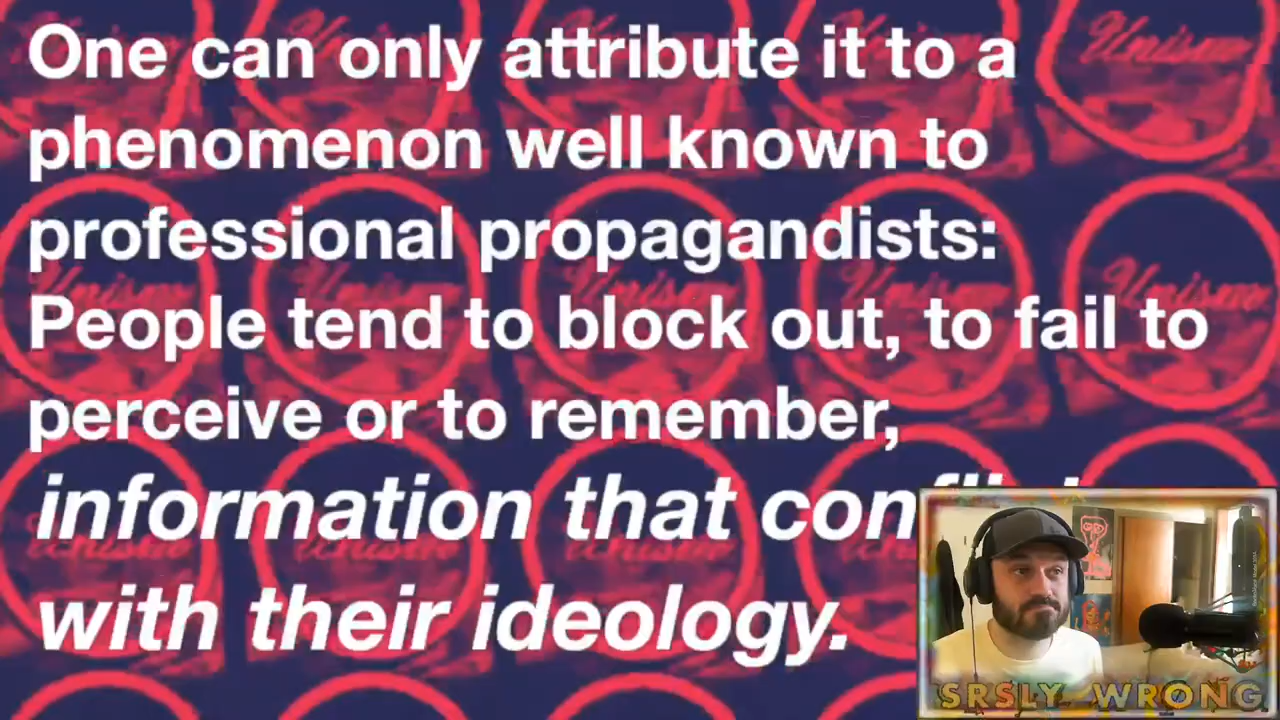 One can only attribute it to a
phenomenon well known to
professional propagandists:
People tend to block out, to fail to
perceive or to remember,
information that
with their ideology.
SRSLY WRONG